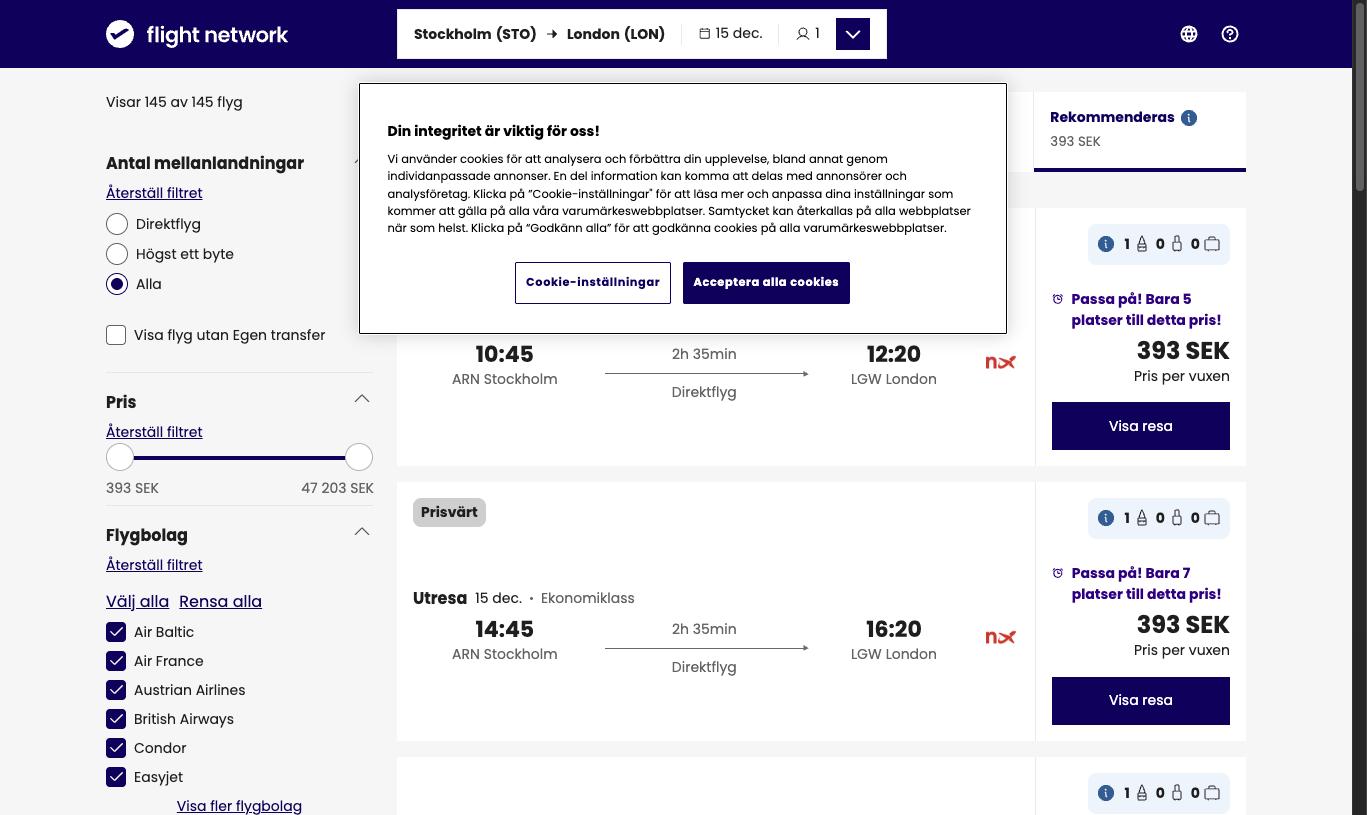 flight network
Stockholm (STO) → London (LON)
15 dec.
1
Visar 145 av 145 flyg
Antal mellanlandningar
Återställ filtret
Direktflyg
Högst ett byte
Alla
Visa flyg utan Egen transfer
Pris
Återställ filtret
393 SEK
47 203 SEK
Flygbolag
Återställ filtret
Välj alla Rensa alla
Air Baltic
Air France
Austrian Airlines
British Airways
Condor
Easyjet
Visa fler flygbolag
Din integritet är viktig för oss!
Vi använder cookies för att analysera och förbättra din upplevelse, bland annat genom
individanpassade annonser. En del information kan komma att delas med annonsörer och
analysföretag. Klicka på ”Cookie-inställningar" för att läsa mer och anpassa dina inställningar som
kommer att gälla på alla våra varumärkeswebbplatser. Samtycket kan återkallas på alla webbplatser
när som helst. Klicka på “Godkänn alla” för att godkänna cookies på alla varumärkeswebbplatser.
Cookie-inställningar
Acceptera alla cookies
Rekommenderas
393 SEK
10:45
ARN Stockholm
2h 35min
Direktflyg
12:20
LGW London
1 0 0
Passa på! Bara 5
platser till detta pris!
393 SEK
Pris per vuxen
Visa resa
Prisvärt
Utresa 15 dec. • Ekonomiklass
14:45
ARN Stockholm
2h 35min
Direktflyg
16:20
LGW London
1 0 0
Passa på! Bara 7
platser till detta pris!
393 SEK
Pris per vuxen
Visa resa
1 0 0